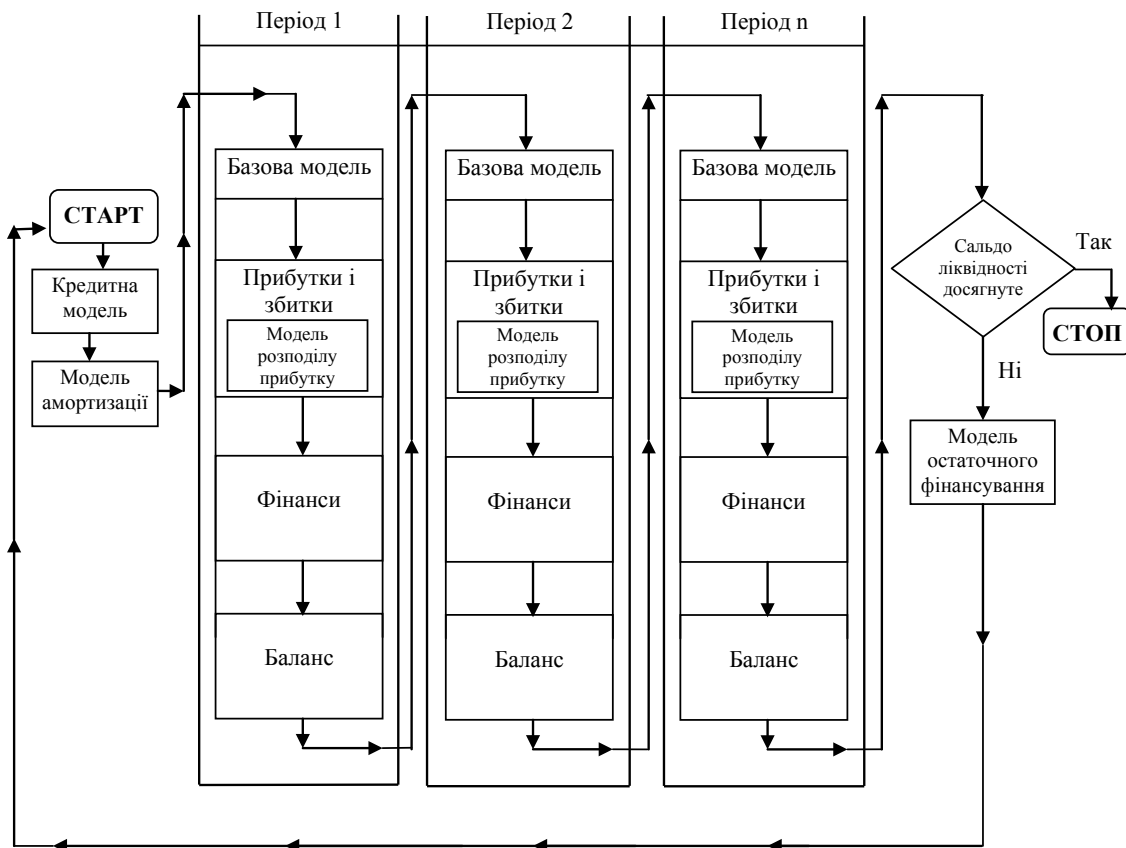 Період 1
Період 2
Період n
СТАРТ
Кредитна
модель
Модель
амортизації
Базова модель
Прибутки і
збитки
Модель
розподілу
прибутку
Фінанси
Баланс
Базова модель
Прибутки і
збитки
Модель
розподілу
прибутку
Фінанси
Баланс
Базова модель
Прибутки і
збитки
Модель
розподілу
прибутку
Фінанси
Баланс
Сальдо
ліквідності
досягнуте
Так
СТОП
Ні
Модель
остаточного
фінансування